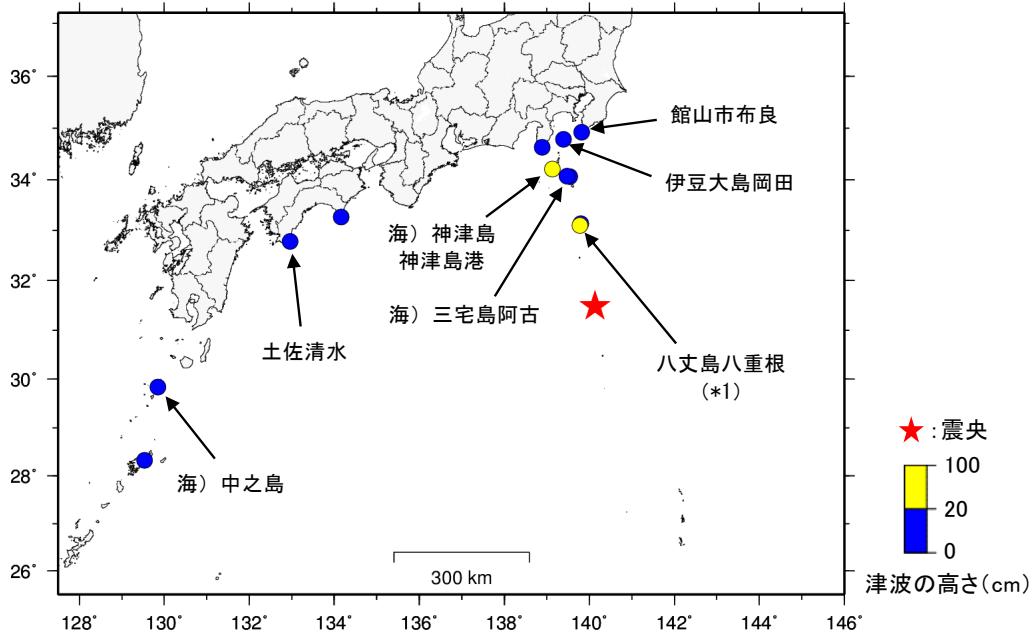 36˚
34˚
32˚
30˚
28˚
26˚
128˚
130˚
132˚
134˚
136˚
138˚
140˚
142˚
144˚
146˚
館山市布良
伊豆大島岡田
海）神津島
神津島港
海）三宅島阿古
土佐清水
八丈島八重根
(*1)
海）中之島
300 km
：震央
100
20
0
津波の高さ(cm)